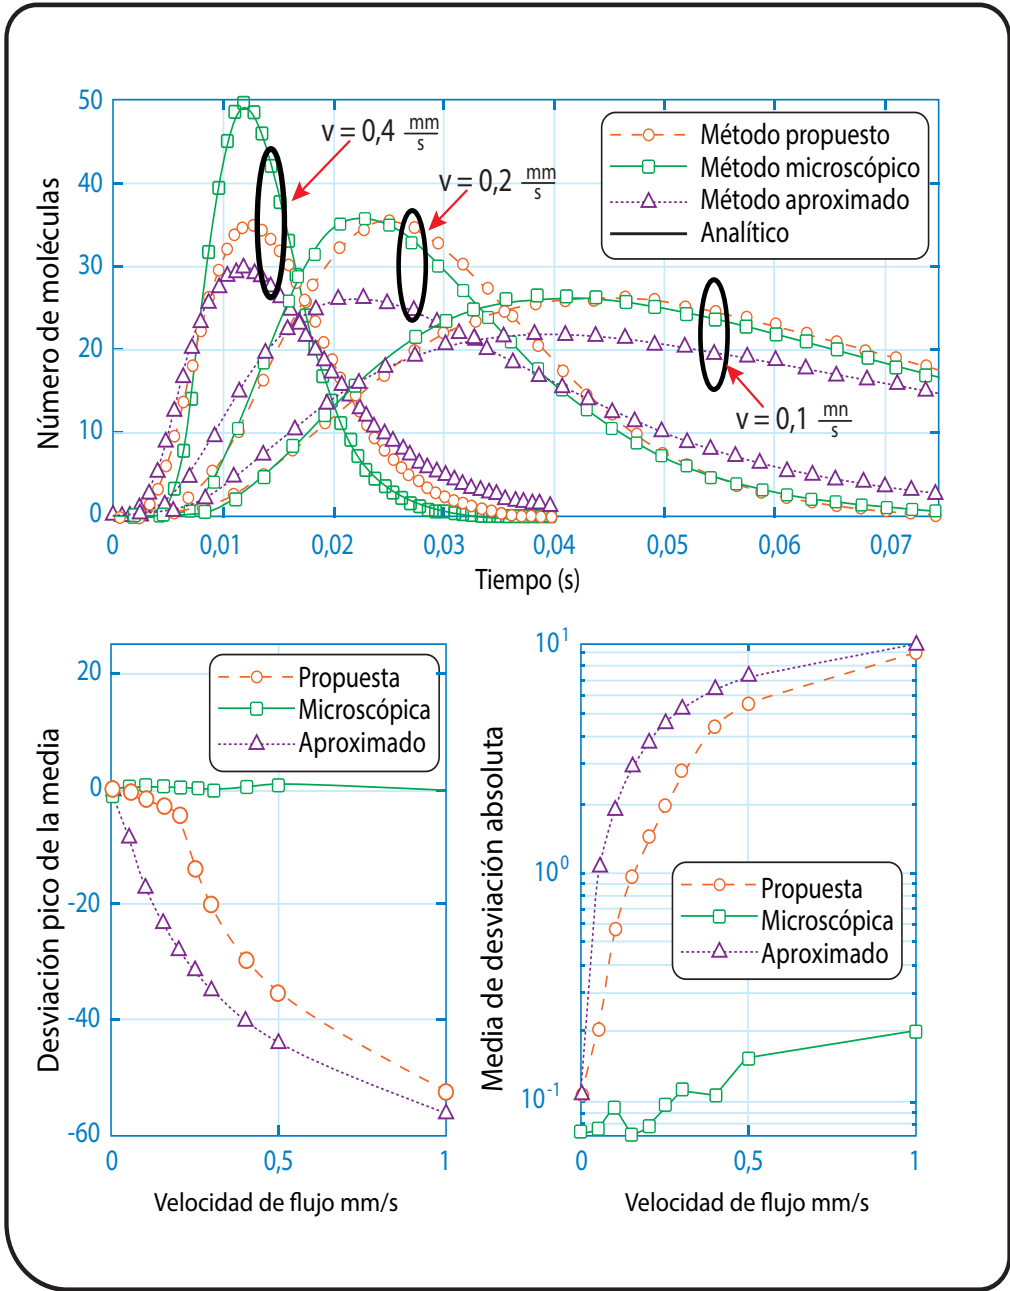 50
40
30
20
10
0
Número de moléculas
v = 0,4 mm/s
v = 0,2 mm/s
v = 0,1 mn/s
Método propuesto
Método microscópico
Método aproximado
Analítico
0 0,01 0,02 0,03 0,04 0,05 0,06 0,07
Tiempo (s)
20
0
-20
-40
-60
Desviación pico de la media
Propuesta
Microscópica
Aproximado
0 0,5 1
Velocidad de flujo mm/s
10^1
10^0
10^-1
Media de desviación absoluta
Propuesta
Microscópica
Aproximado
0 0,5 1
Velocidad de flujo mm/s